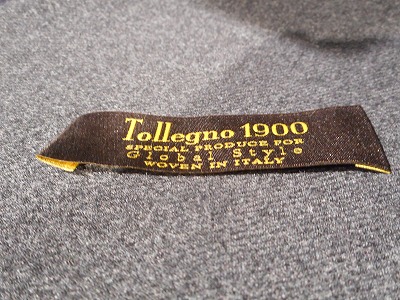 Tollegno 1900
SPECIAL PRODUCE FOR
Global Style
WOVEN IN ITALY